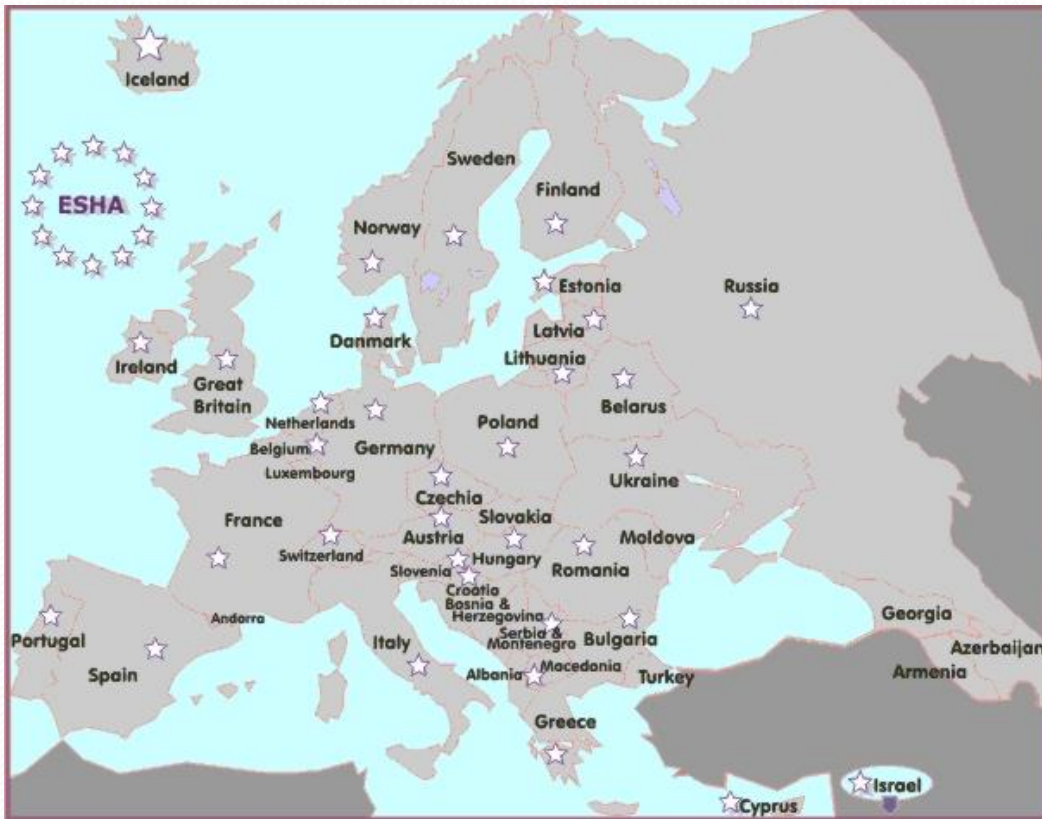 Iceland
ESHA
Sweden
Finland
Norway
Estonia
Russia
Latvia
Danmark
Lithuania
Ireland
Great
Britain
Belarus
Netherlands
Poland
Belgium
Germany
Luxembourg
Ukraine
Czechia
France
Slovakia
Austria
Moldova
Switzerland
Hungary
Slovenia
Romania
Croatia
Bosnia &
Herzegovina
Andorra
Georgia
Portugal
Italy
Serbia &
Montenegro
Bulgaria
Azerbaijan
Spain
Albania
Macedonia
Turkey
Armenia
Greece
Israel
Cyprus